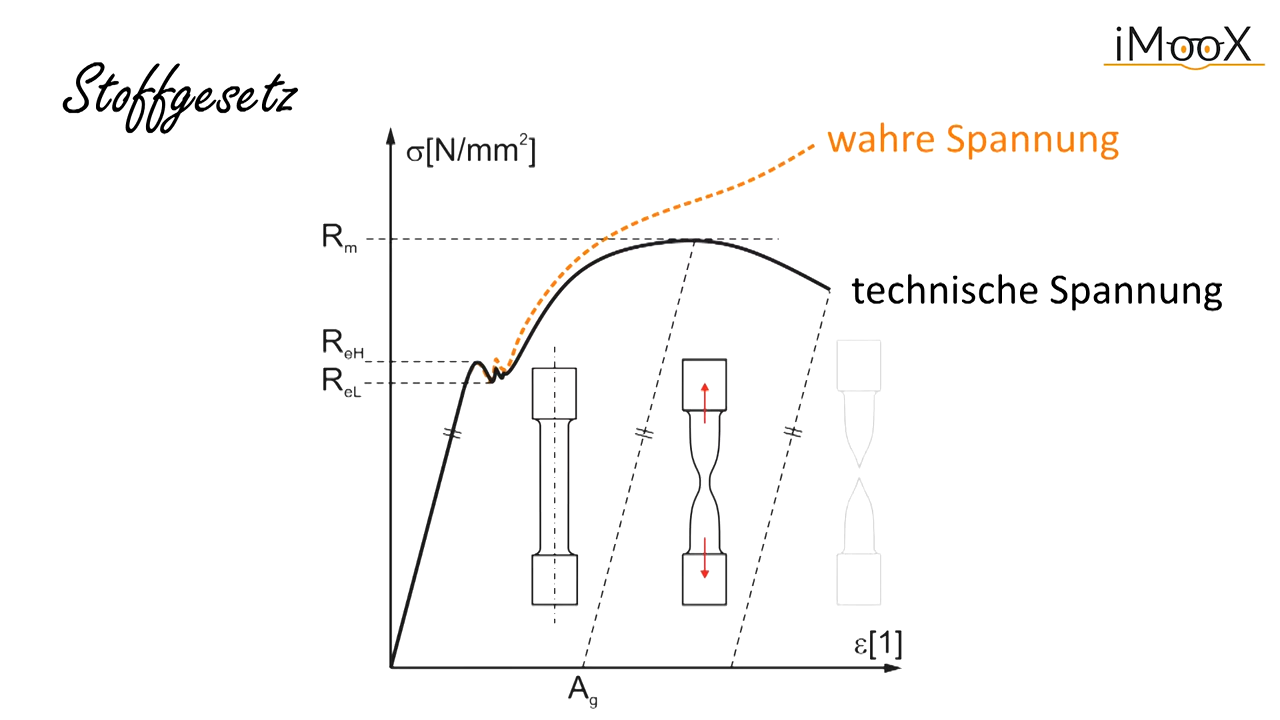 iMooX
Stoffgesetz
wahre Spannung
σ[N/mm²]
Rm
technische Spannung
ReH
ReL
ε[1]
Ag